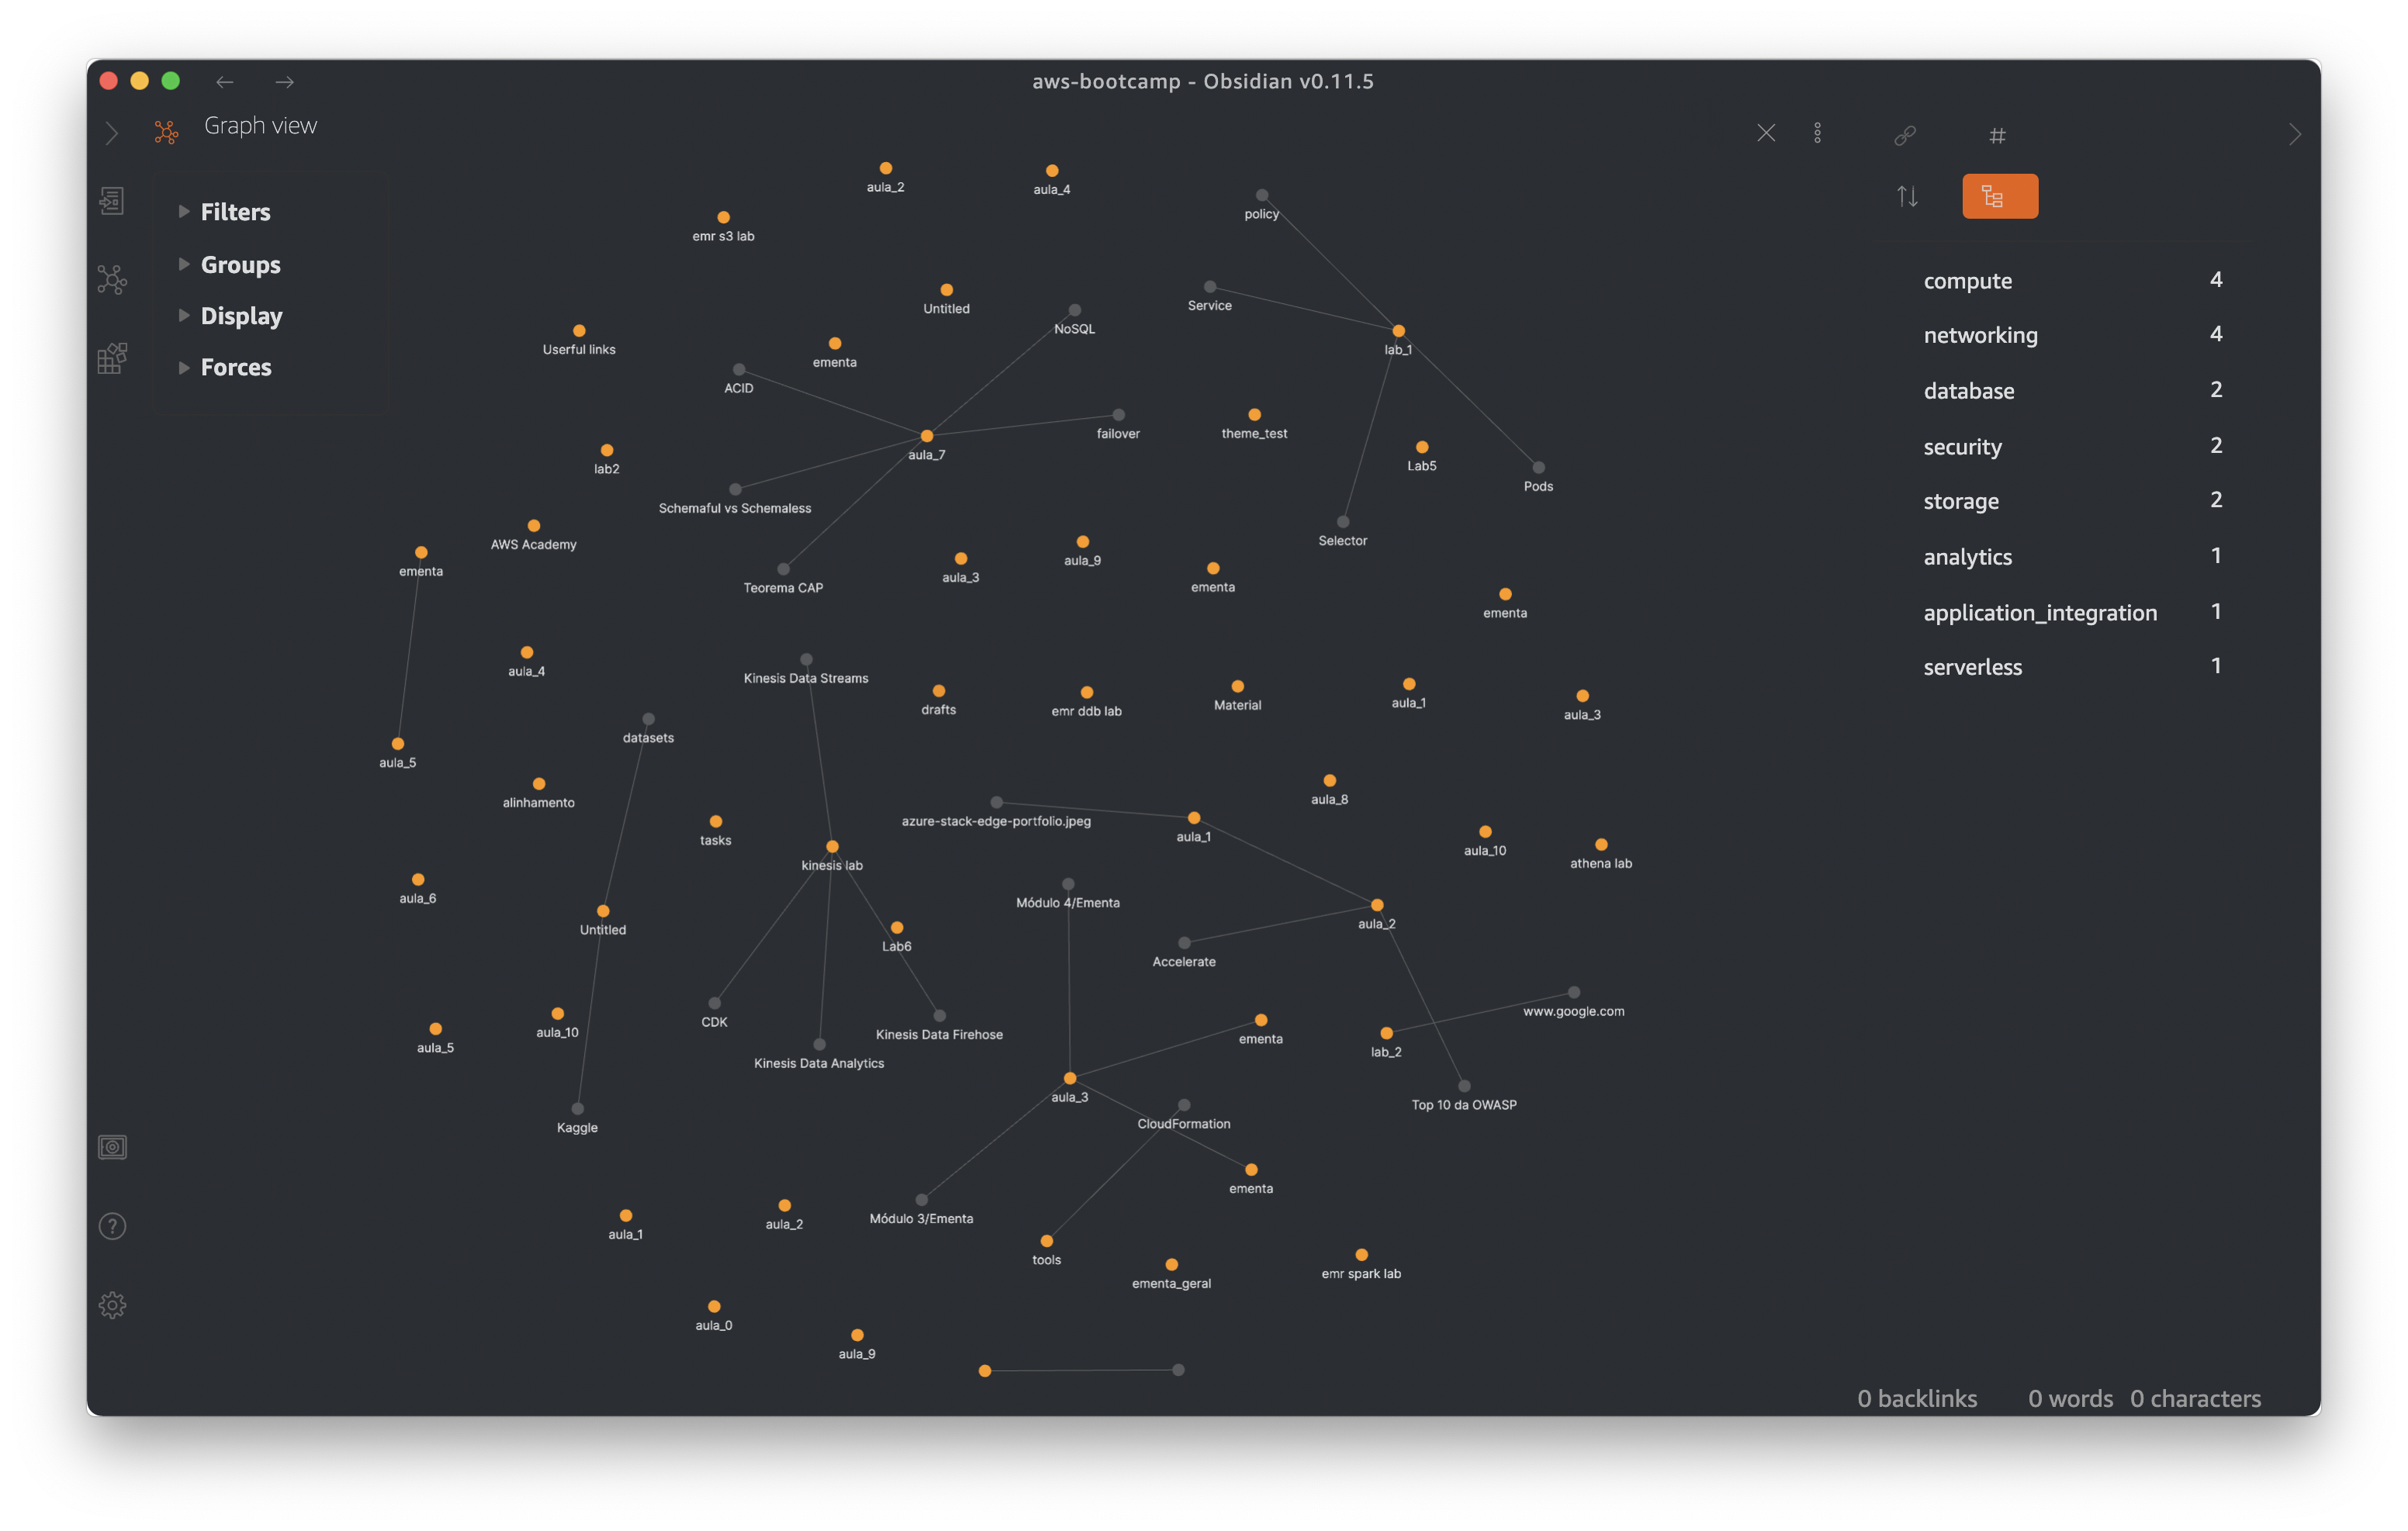 aws-bootcamp - Obsidian v0.11.5
Graph view
Filters
Groups
Display
Forces
aula_2
aula_4
policy
emr s3 lab
Service
Untitled
NoSQL
Userful links
ementa
lab_1
ACID
failover
theme_test
aula_7
lab2
Lab5
Pods
Schemaful vs Schemaless
AWS Academy
Selector
ementa
aula_3
aula_9
Teorema CAP
ementa
ementa
aula_4
Kinesis Data Streams
drafts
emr ddb lab
Material
aula_1
aula_3
datasets
aula_5
alinhamento
aula_8
azure-stack-edge-portfolio.jpeg
tasks
aula_1
aula_10
athena lab
kinesis lab
aula_6
Módulo 4/Ementa
Untitled
aula_2
Lab6
Accelerate
CDK
www.google.com
aula_10
Kinesis Data Firehose
ementa
aula_5
lab_2
Kinesis Data Analytics
aula_3
Top 10 da OWASP
Kaggle
CloudFormation
ementa
Módulo 3/Ementa
aula_1
aula_2
tools
ementa_geral
emr spark lab
aula_0
aula_9
compute 4
networking 4
database 2
security 2
storage 2
analytics 1
application_integration 1
serverless 1
0 backlinks 0 words 0 characters